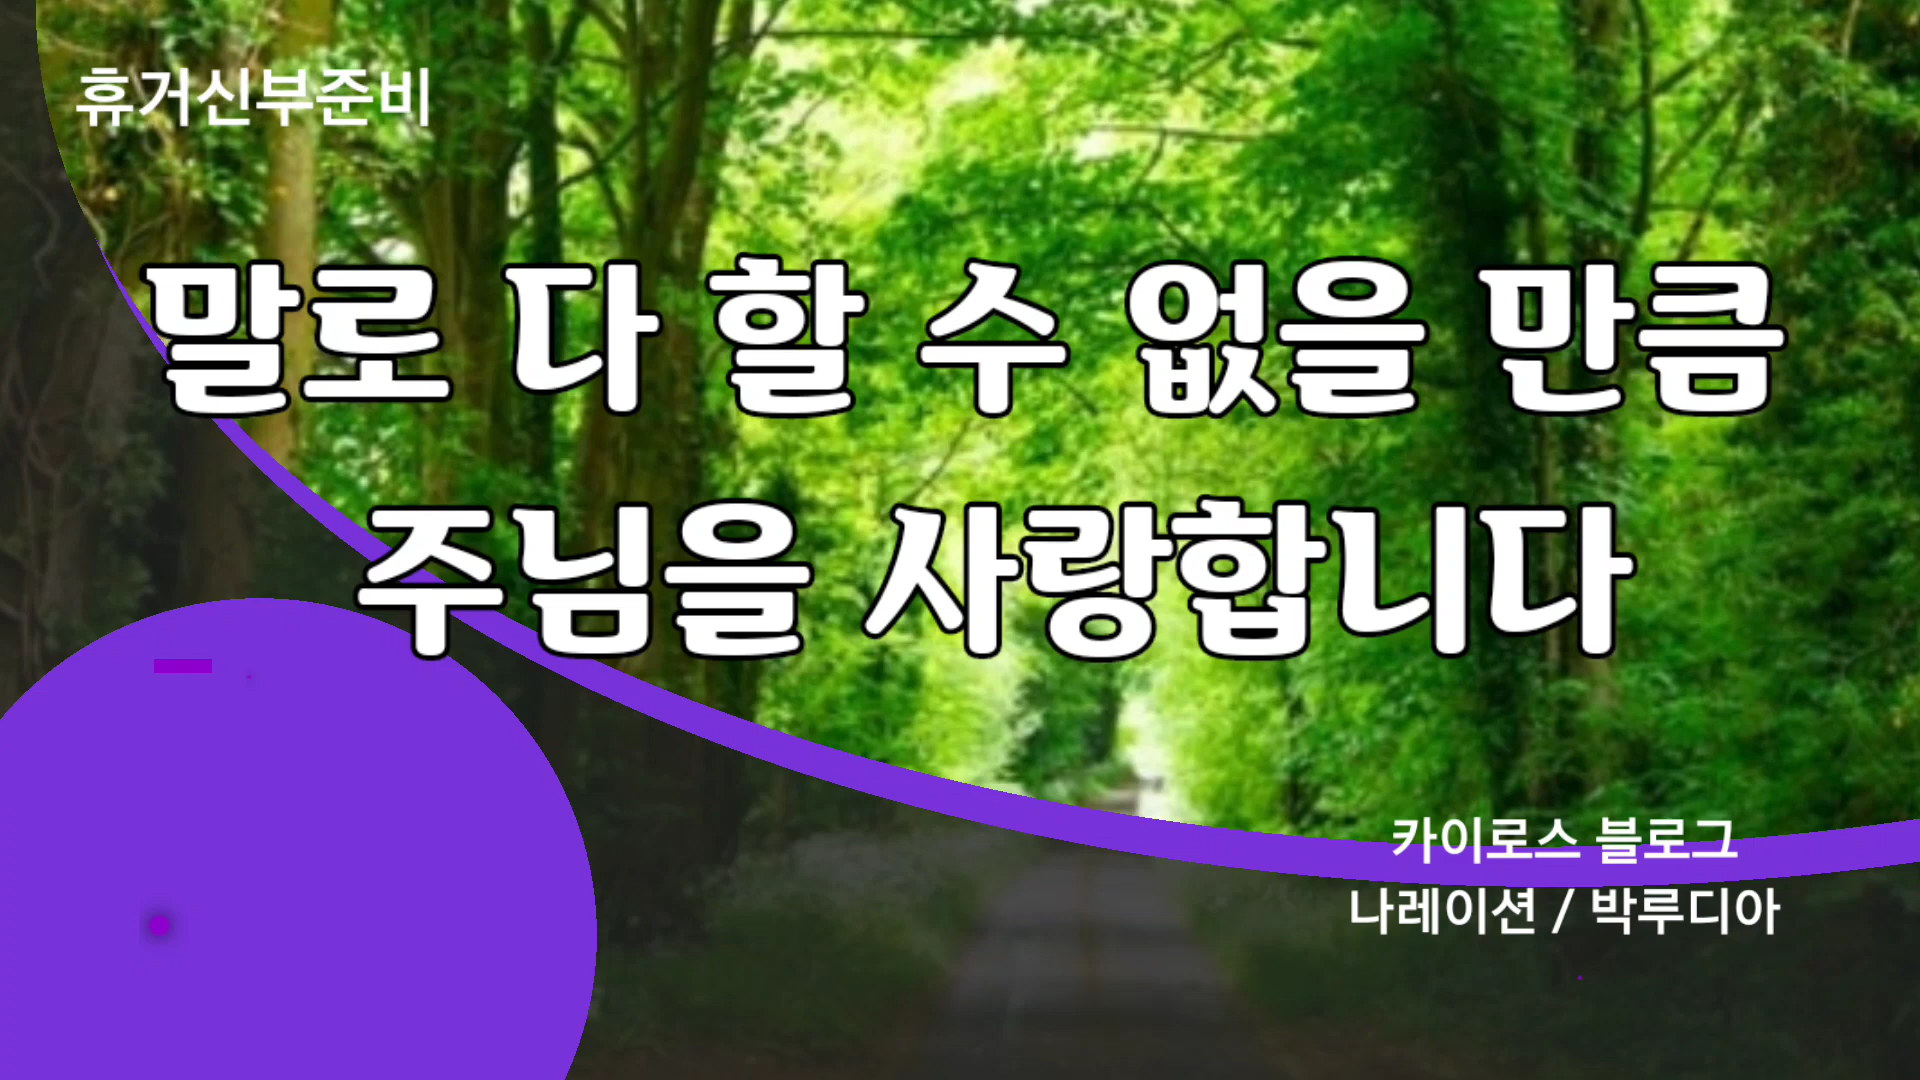 휴거신부준비
말로 다 할 수 없을 만큼
주님을 사랑합니다
카이로스 블로그
나레이션 / 박루디아